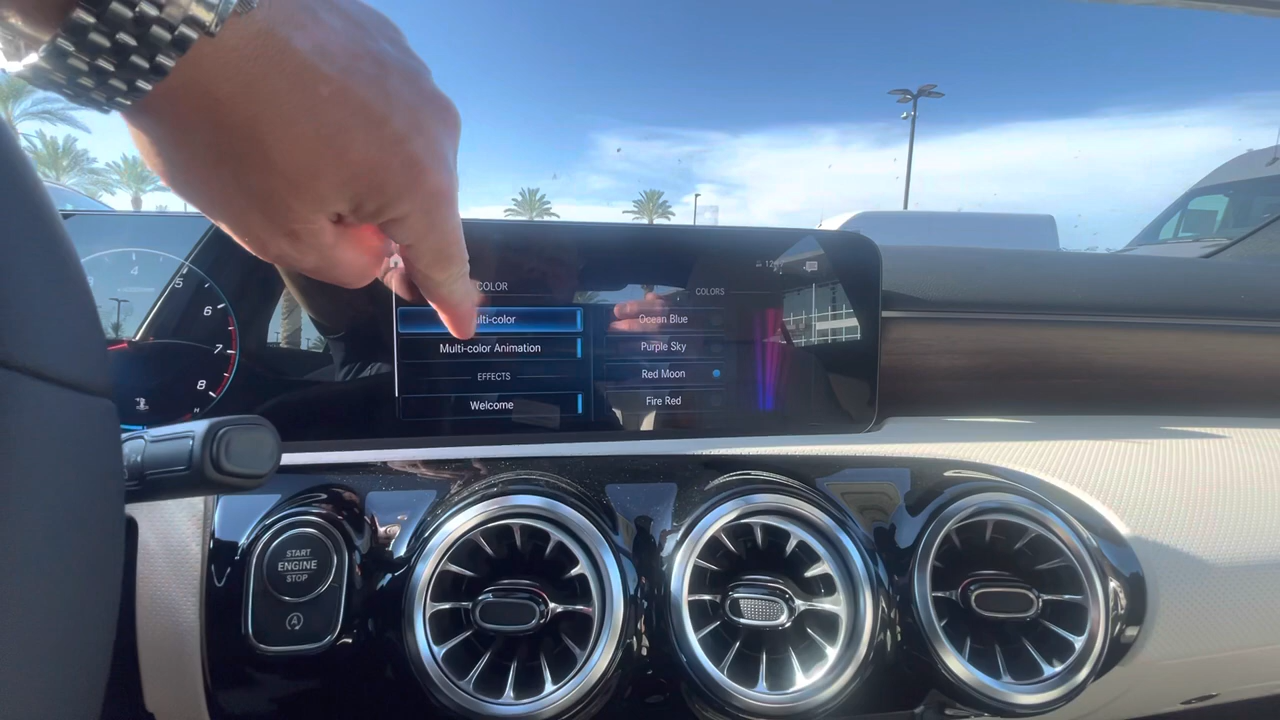 4
5
6
7
8
H
COLOR
Multi-color
Multi-color Animation
EFFECTS
Welcome
COLORS
Ocean Blue
Purple Sky
Red Moon
Fire Red
START
ENGINE
STOP
A